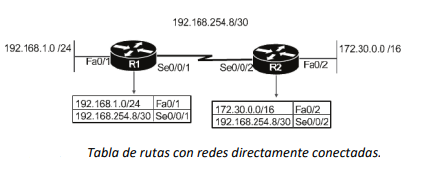 192.168.254.8/30
192.168.1.0 /24
172.30.0.0 /16
Fa0/1
R1
Se0/0/1
Se0/0/2
R2
Fa0/2
192.168.1.0/24 Fa0/1
192.168.254.8/30 Se0/0/1
172.30.0.0/16 Fa0/2
192.168.254.8/30 Se0/0/2
Tabla de rutas con redes directamente conectadas.